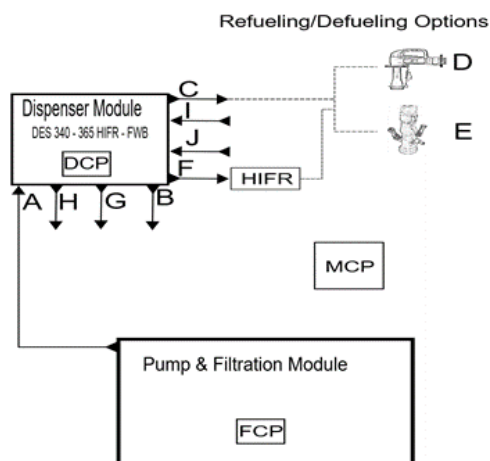 Refueling/Defueling Options
D
C
Dispenser Module
I
DES 340 - 365 HIFR - FWB
E
J
DCP
F
HIFR
A
H
G
B
MCP
Pump & Filtration Module
FCP